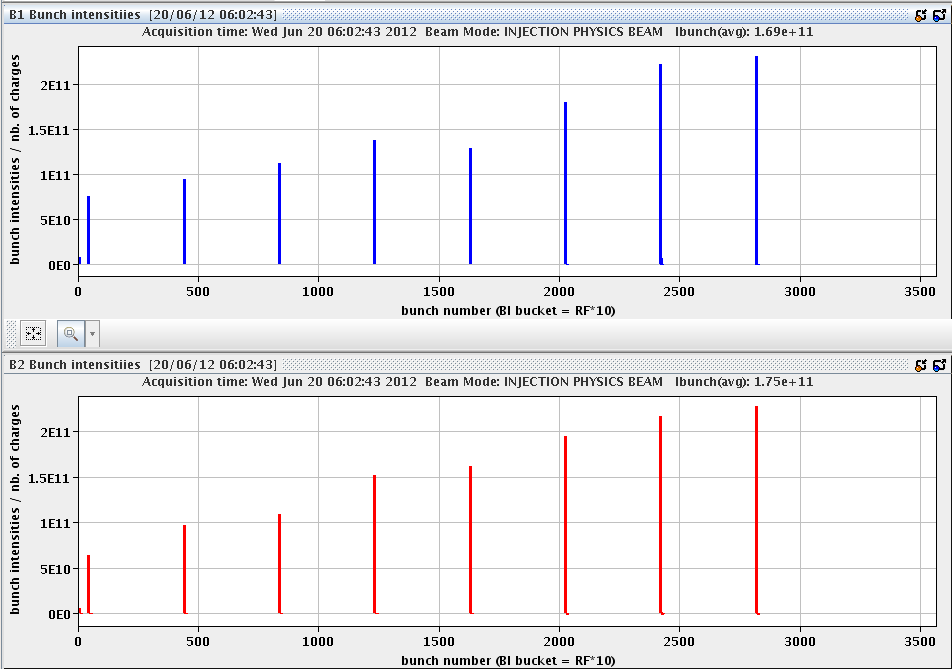 B1 Bunch intensitiies [20/06/12 06:02:43]
Acquisition time: Wed Jun 20 06:02:43 2012 Beam Mode: INJECTION PHYSICS BEAM Ibunch(avg): 1.69e+11
bunch intensities / nb. of charges
2E11
1.5E11
1E11
5E10
0E0
0 500 1000 1500 2000 2500 3000 3500
bunch number (BI bucket = RF*10)
B2 Bunch intensitiies [20/06/12 06:02:43]
Acquisition time: Wed Jun 20 06:02:43 2012 Beam Mode: INJECTION PHYSICS BEAM Ibunch(avg): 1.75e+11
bunch intensities / nb. of charges
2E11
1.5E11
1E11
5E10
0E0
0 500 1000 1500 2000 2500 3000 3500
bunch number (BI bucket = RF*10)